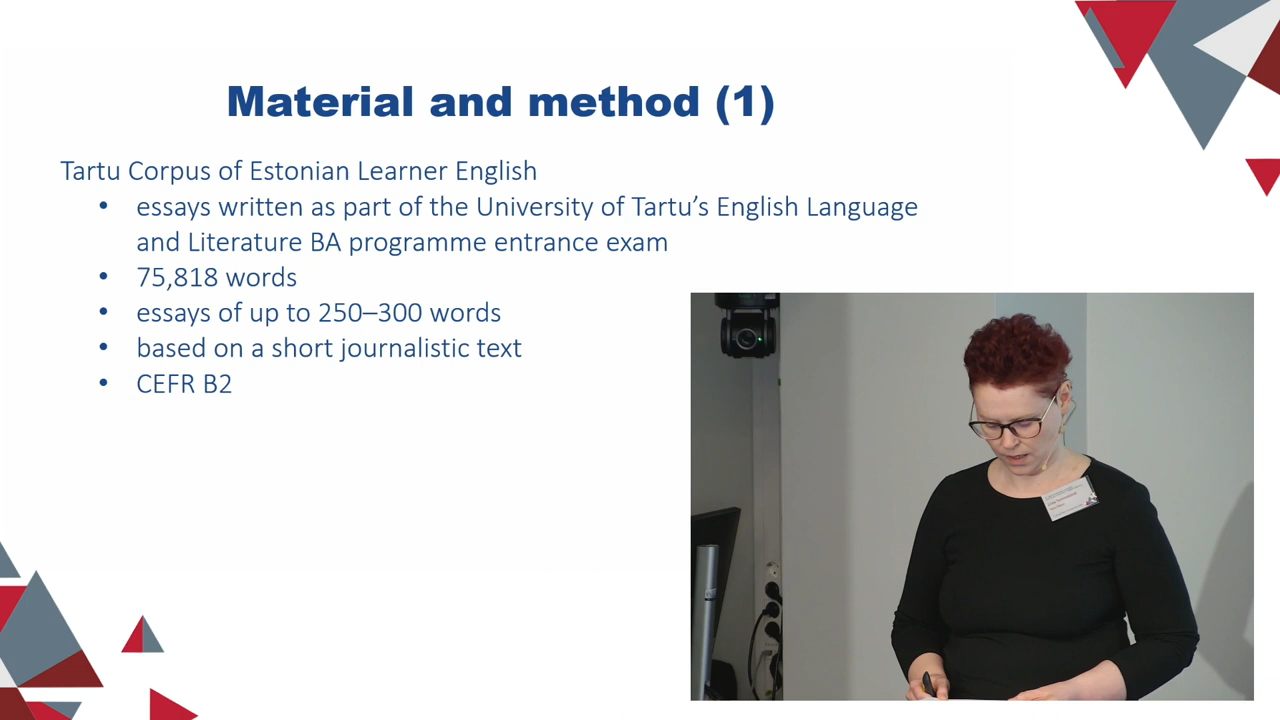 Material and method (1)
Tartu Corpus of Estonian Learner English
• essays written as part of the University of Tartu’s English Language
and Literature BA programme entrance exam
• 75,818 words
• essays of up to 250–300 words
• based on a short journalistic text
• CEFR B2